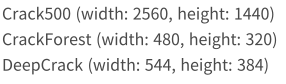 Crack500 (width: 2560, height: 1440)
CrackForest (width: 480, height: 320)
DeepCrack (width: 544, height: 384)